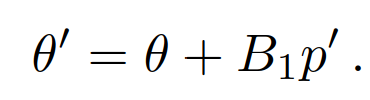 θ′ = θ + B₁p′ .